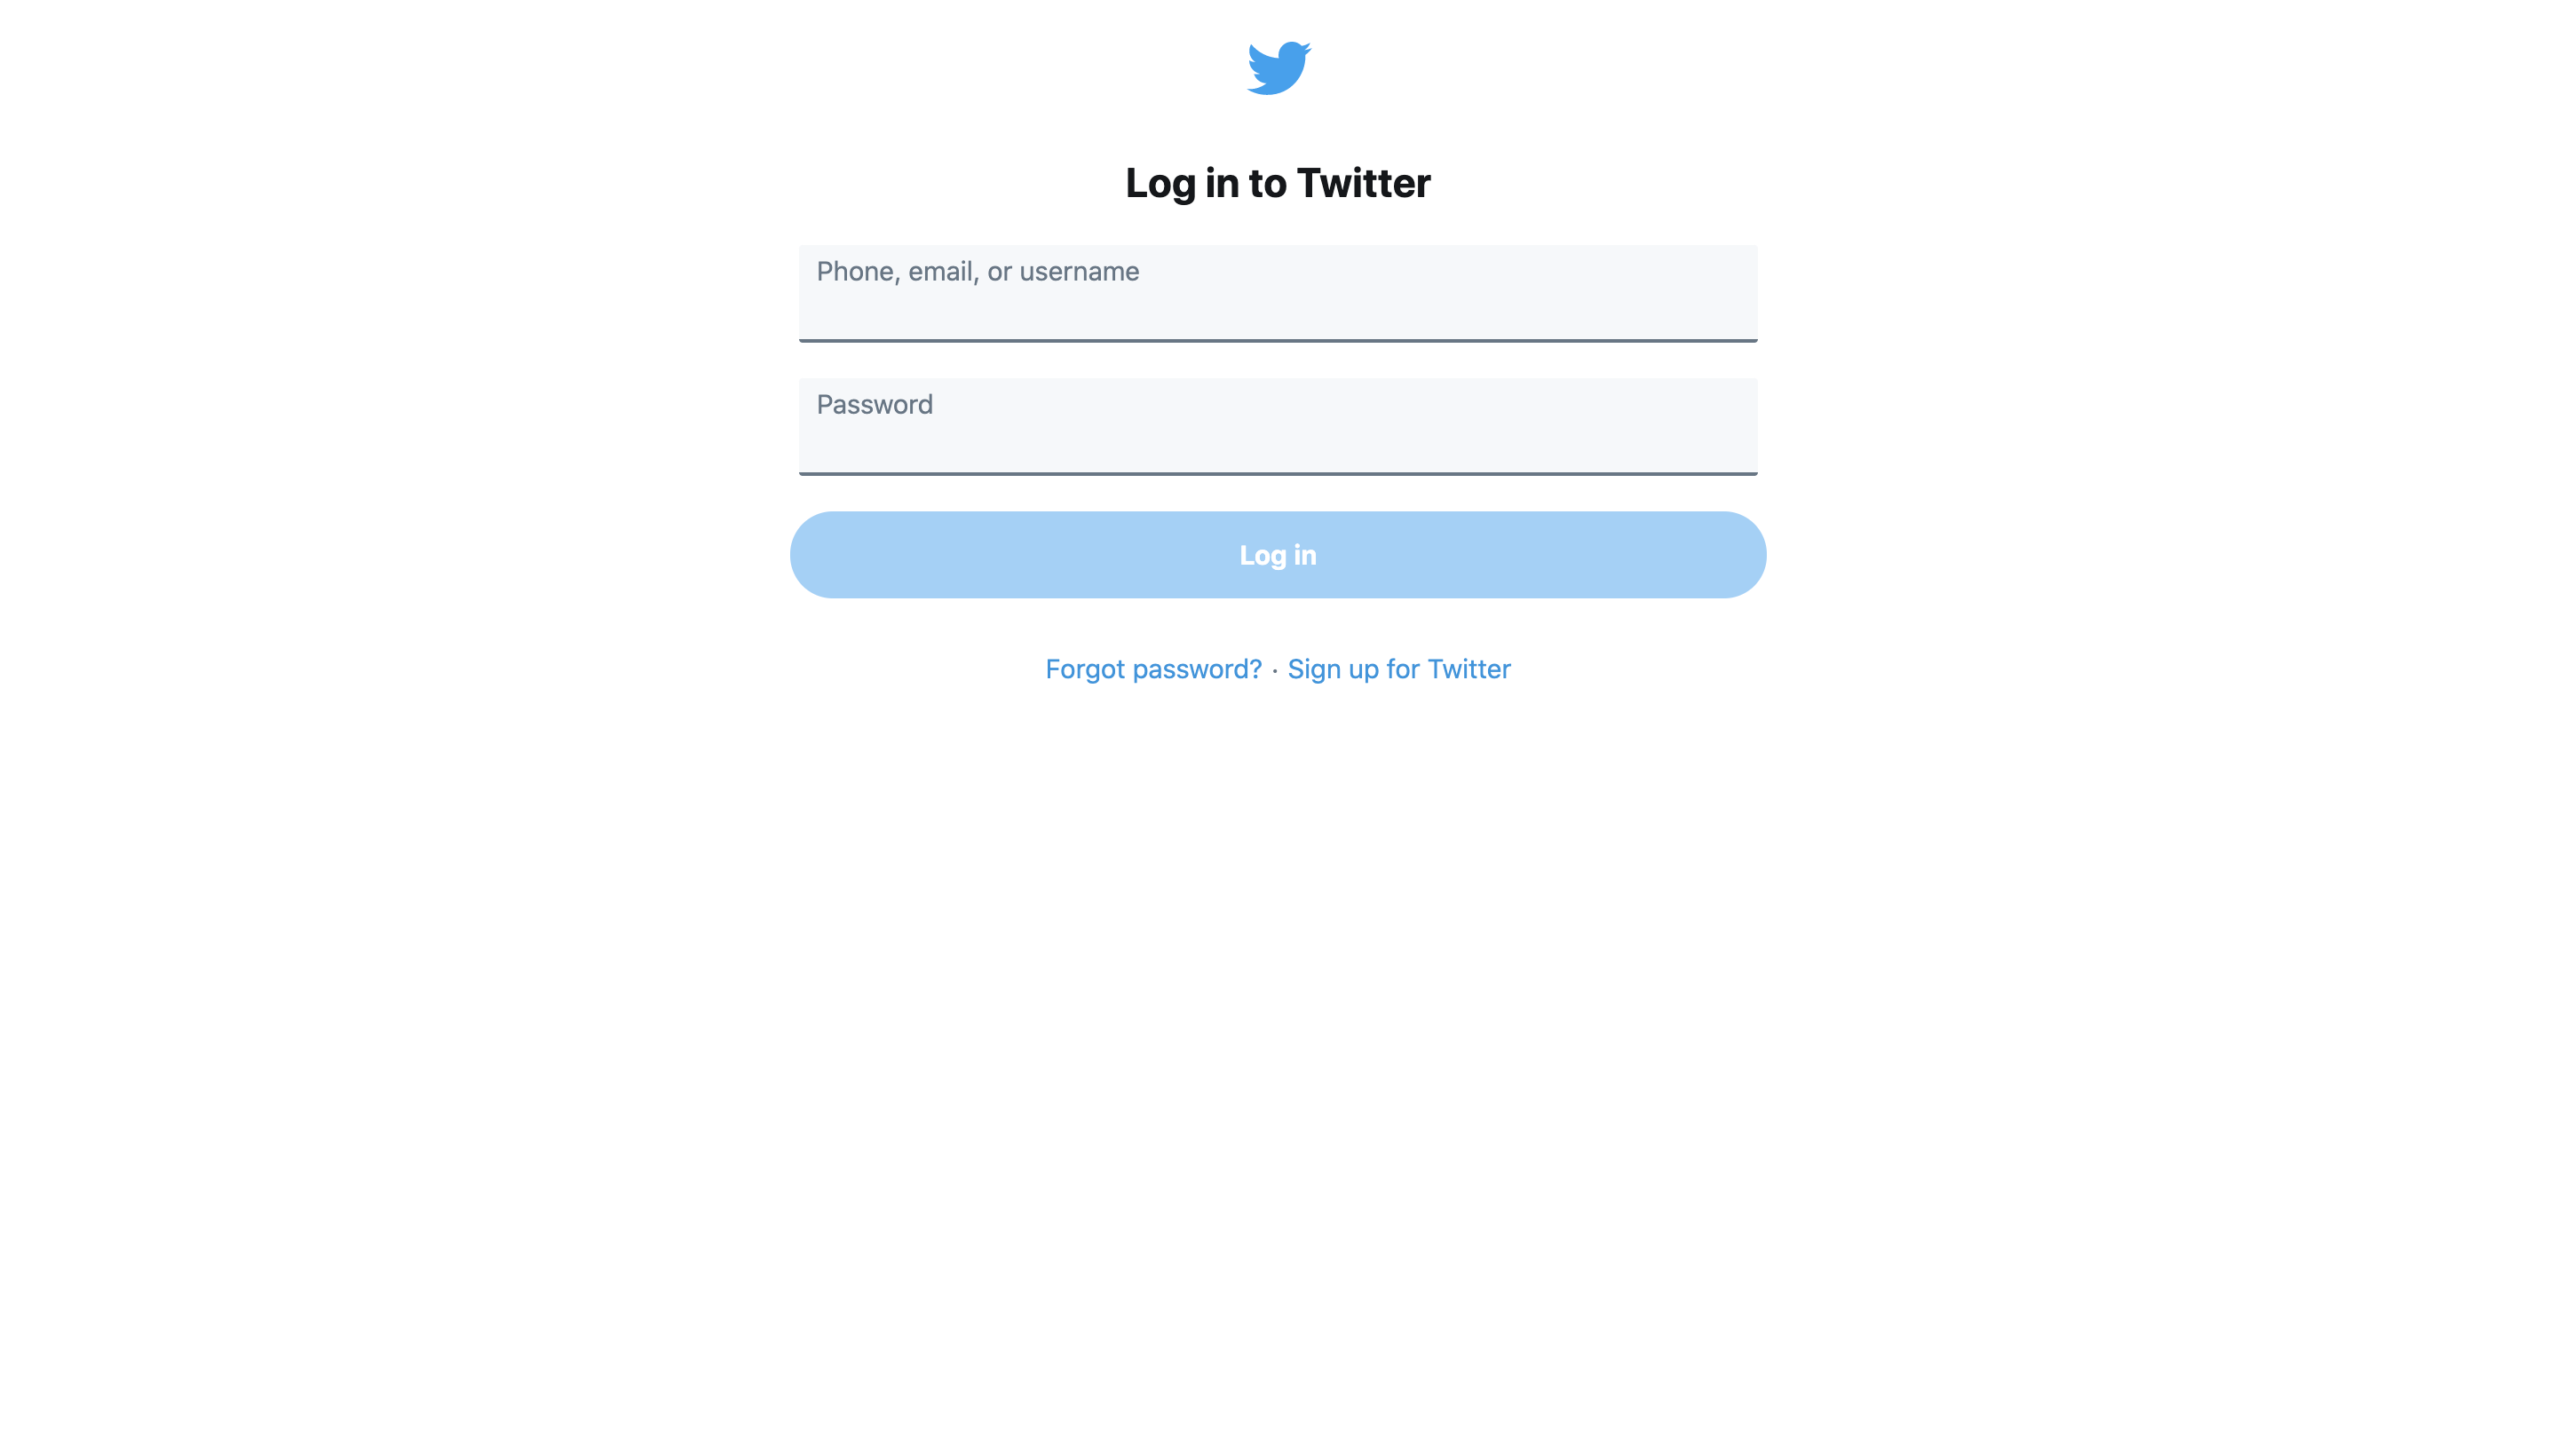 Log in to Twitter
Phone, email, or username
Password
Log in
Forgot password? · Sign up for Twitter